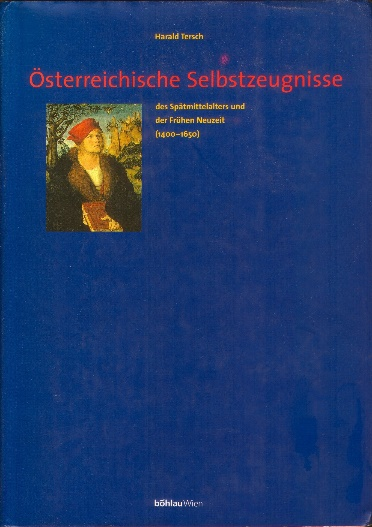 Harald Tersch
Österreichische Selbstzeugnisse
des Spätmittelalters und
der Frühen Neuzeit
(1400–1650)
böhlauWien